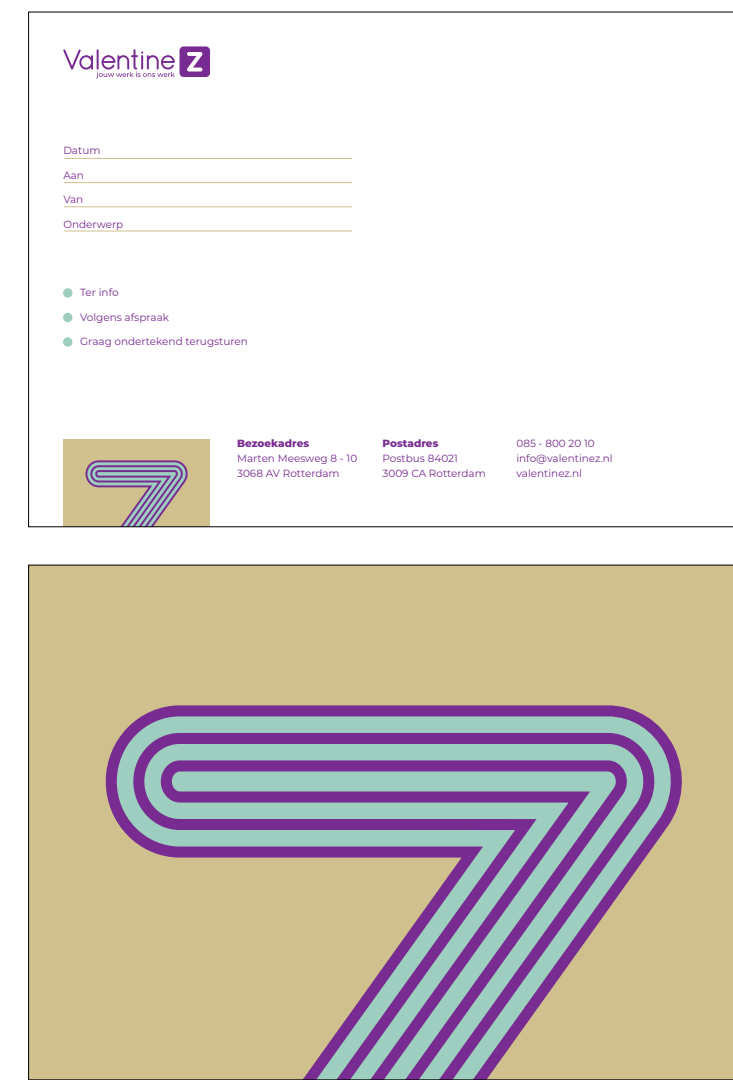 Valentine Z
jouw werk is ons werk
Datum
Aan
Van
Onderwerp
Ter info
Volgens afspraak
Graag ondertekend terugsturen
Bezoekadres
Marten Meesweg 8 - 10
3068 AV Rotterdam
Postadres
Postbus 84021
3009 CA Rotterdam
085 - 800 20 10
info@valentinez.nl
valentinez.nl